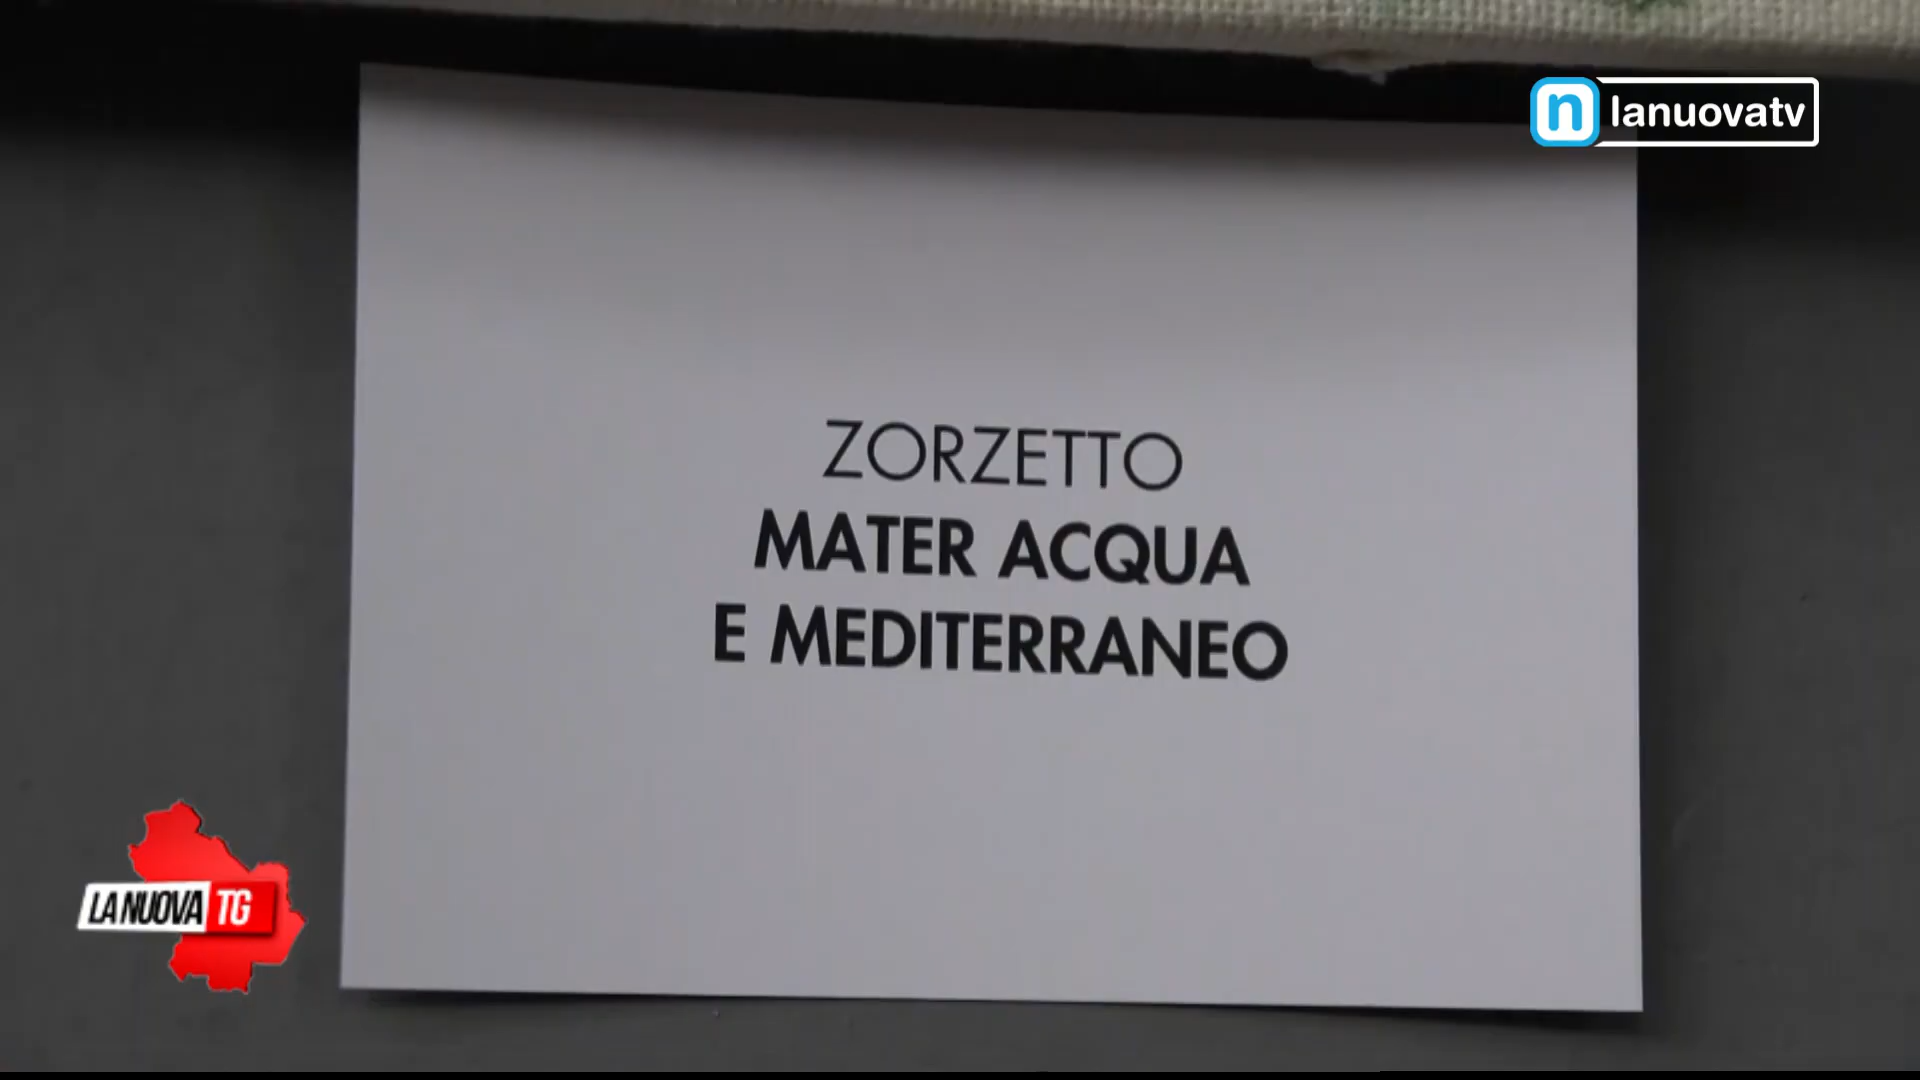 lanuovatv
ZORZETTO
MATER ACQUA
E MEDITERRANEO
LA NUOVA TG